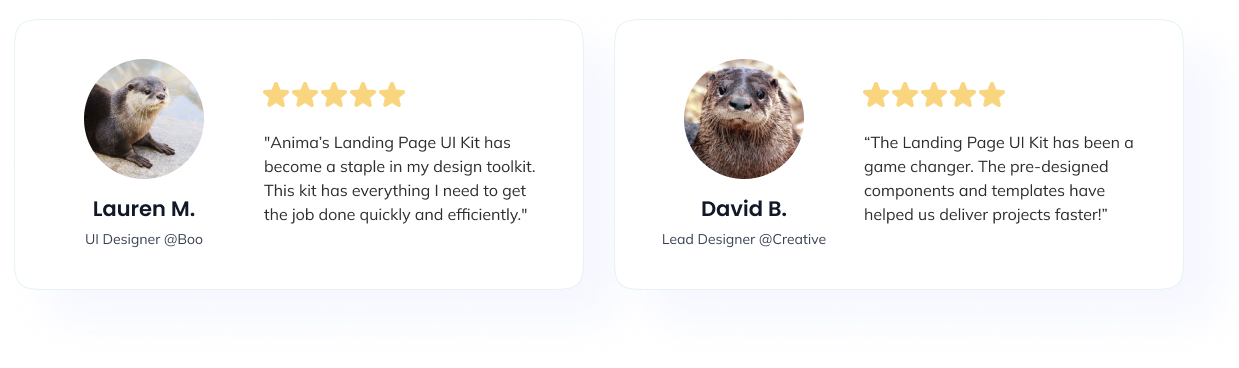 "Anima's Landing Page UI Kit has
become a staple in my design toolkit.
This kit has everything I need to get
the job done quickly and efficiently."
Lauren M.
UI Designer @Boo
“The Landing Page UI Kit has been a
game changer. The pre-designed
components and templates have
helped us deliver projects faster!”
David B.
Lead Designer @Creative